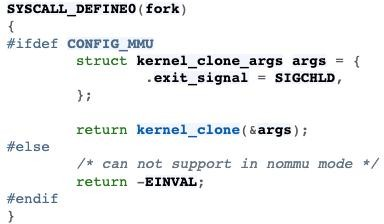 SYSCALL_DEFINE0(fork)
{
#ifdef CONFIG_MMU
        struct kernel_clone_args args = {
                .exit_signal = SIGCHLD,
        };

        return kernel_clone(&args);
#else
        /* can not support in nommu mode */
        return -EINVAL;
#endif
}